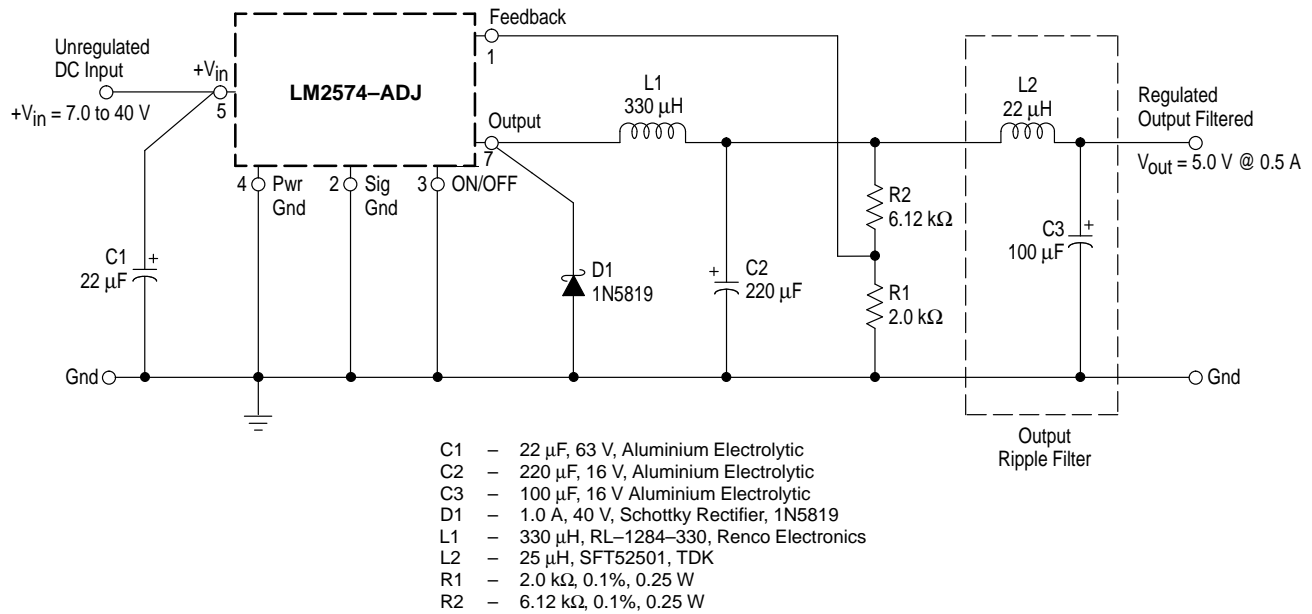 Feedback
1
Unregulated
DC Input
+Vin
5
+Vin = 7.0 to 40 V
LM2574–ADJ
Output
7
L1
330 μH
L2
22 μH
Regulated
Output Filtered
Vout = 5.0 V @ 0.5 A
4 Pwr
Gnd
2 Sig
Gnd
3 ON/OFF
R2
6.12 kΩ
C3
100 μF
+
C1
22 μF
+
D1
1N5819
+
C2
220 μF
R1
2.0 kΩ
Gnd
Gnd
Output
Ripple Filter
C1 – 22 μF, 63 V, Aluminium Electrolytic
C2 – 220 μF, 16 V, Aluminium Electrolytic
C3 – 100 μF, 16 V Aluminium Electrolytic
D1 – 1.0 A, 40 V, Schottky Rectifier, 1N5819
L1 – 330 μH, RL–1284–330, Renco Electronics
L2 – 25 μH, SFT52501, TDK
R1 – 2.0 kΩ, 0.1%, 0.25 W
R2 – 6.12 kΩ, 0.1%, 0.25 W